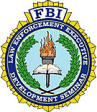 FBI
LAW ENFORCEMENT EXECUTIVE
DEVELOPMENT SEMINAR